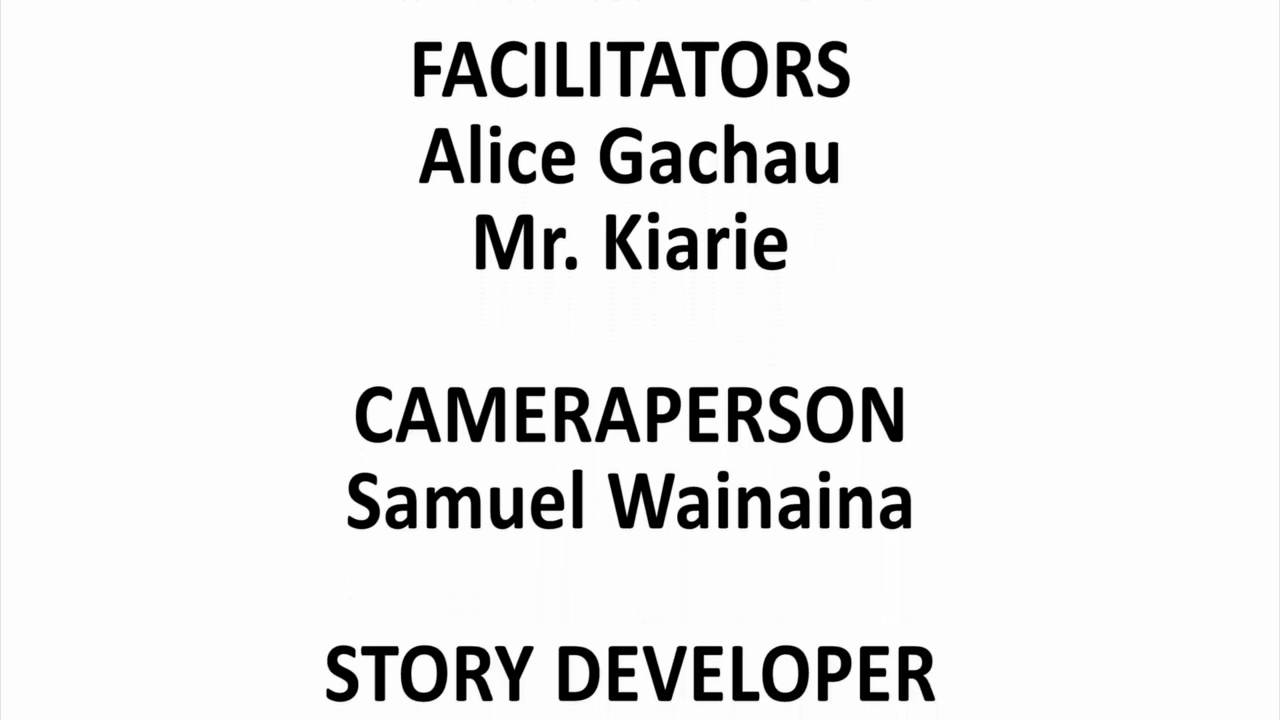 FACILITATORS
Alice Gachau
Mr. Kiarie
CAMERAPERSON
Samuel Wainaina
STORY DEVELOPER